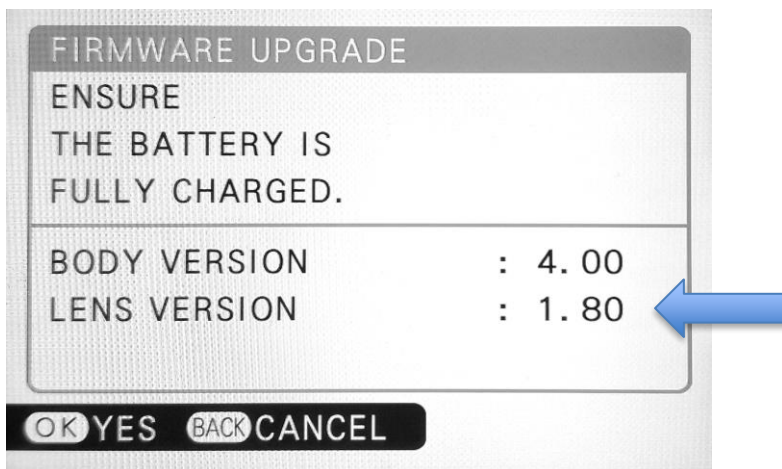 FIRMWARE UPGRADE
ENSURE
THE BATTERY IS
FULLY CHARGED.
BODY VERSION : 4.00
LENS VERSION : 1.80
OK YES BACK CANCEL